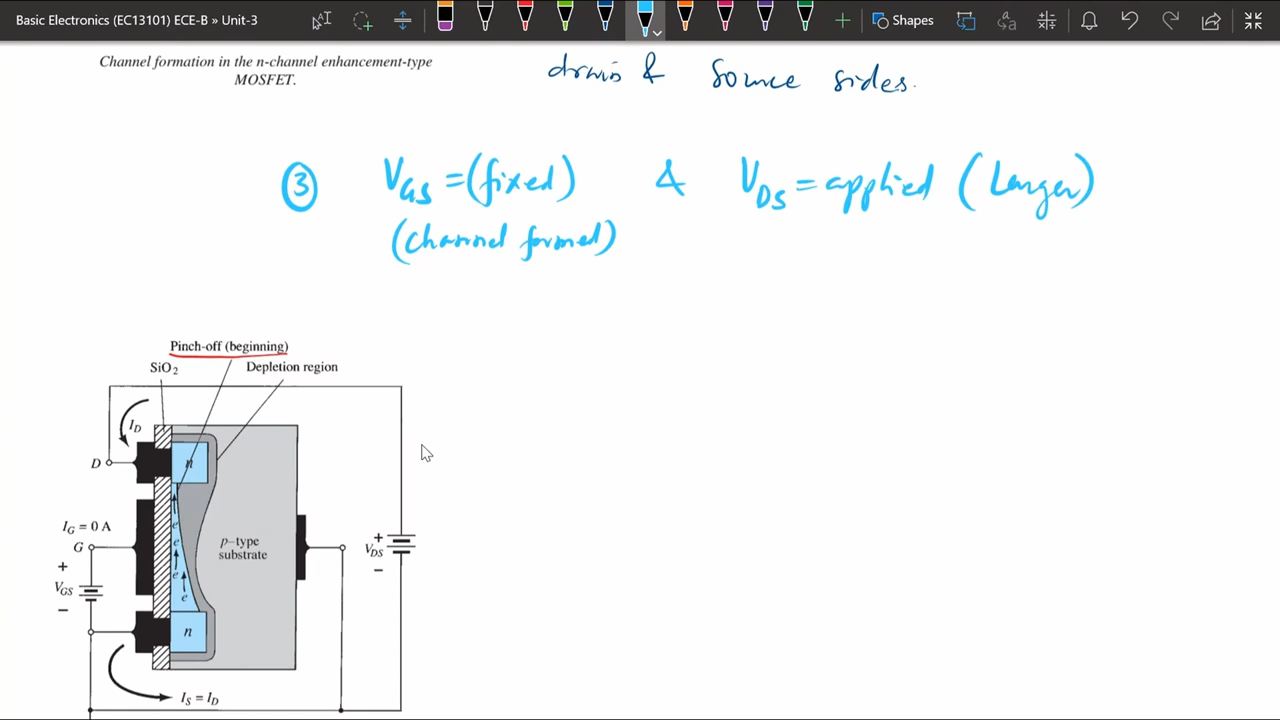 Basic Electronics (EC13101) ECE-B » Unit-3
Shapes
Channel formation in the n-channel enhancement-type
MOSFET.
drain & Source sides.
③ VGS = (fixed) & VDS = applied (Larger)
(Channel formed)
Pinch-off (beginning)
SiO2
Depletion region
ID
D
n
IG = 0 A
G
e
e
p-type
substrate
+
VDS
−
+
VGS
−
e
e
n
IS = ID